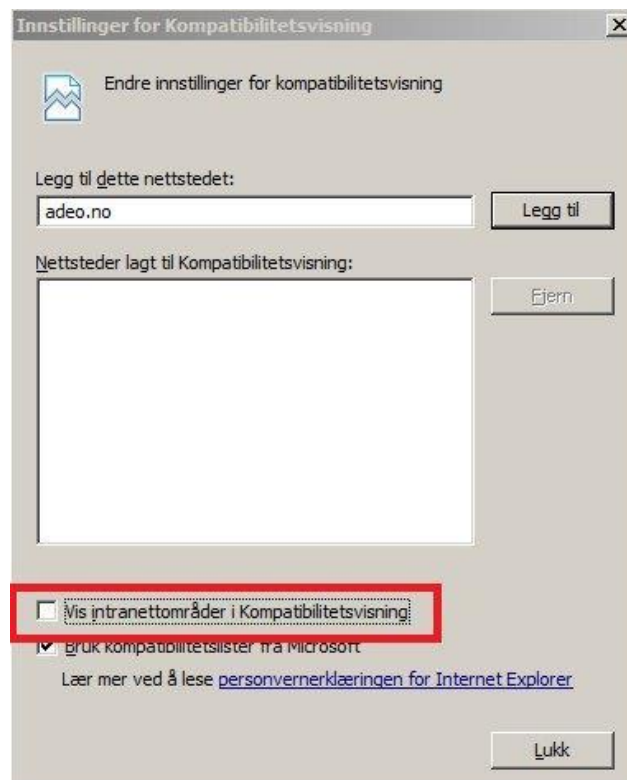 Innstillinger for Kompatibilitetsvisning
Endre innstillinger for kompatibilitetsvisning
Legg til dette nettstedet:
adeo.no
Legg til
Nettsteder lagt til Kompatibilitetsvisning:
Fjern
Vis intranettområder i Kompatibilitetsvisning
Bruk kompatibilitetslister fra Microsoft
Lær mer ved å lese personvernerklæringen for Internet Explorer
Lukk